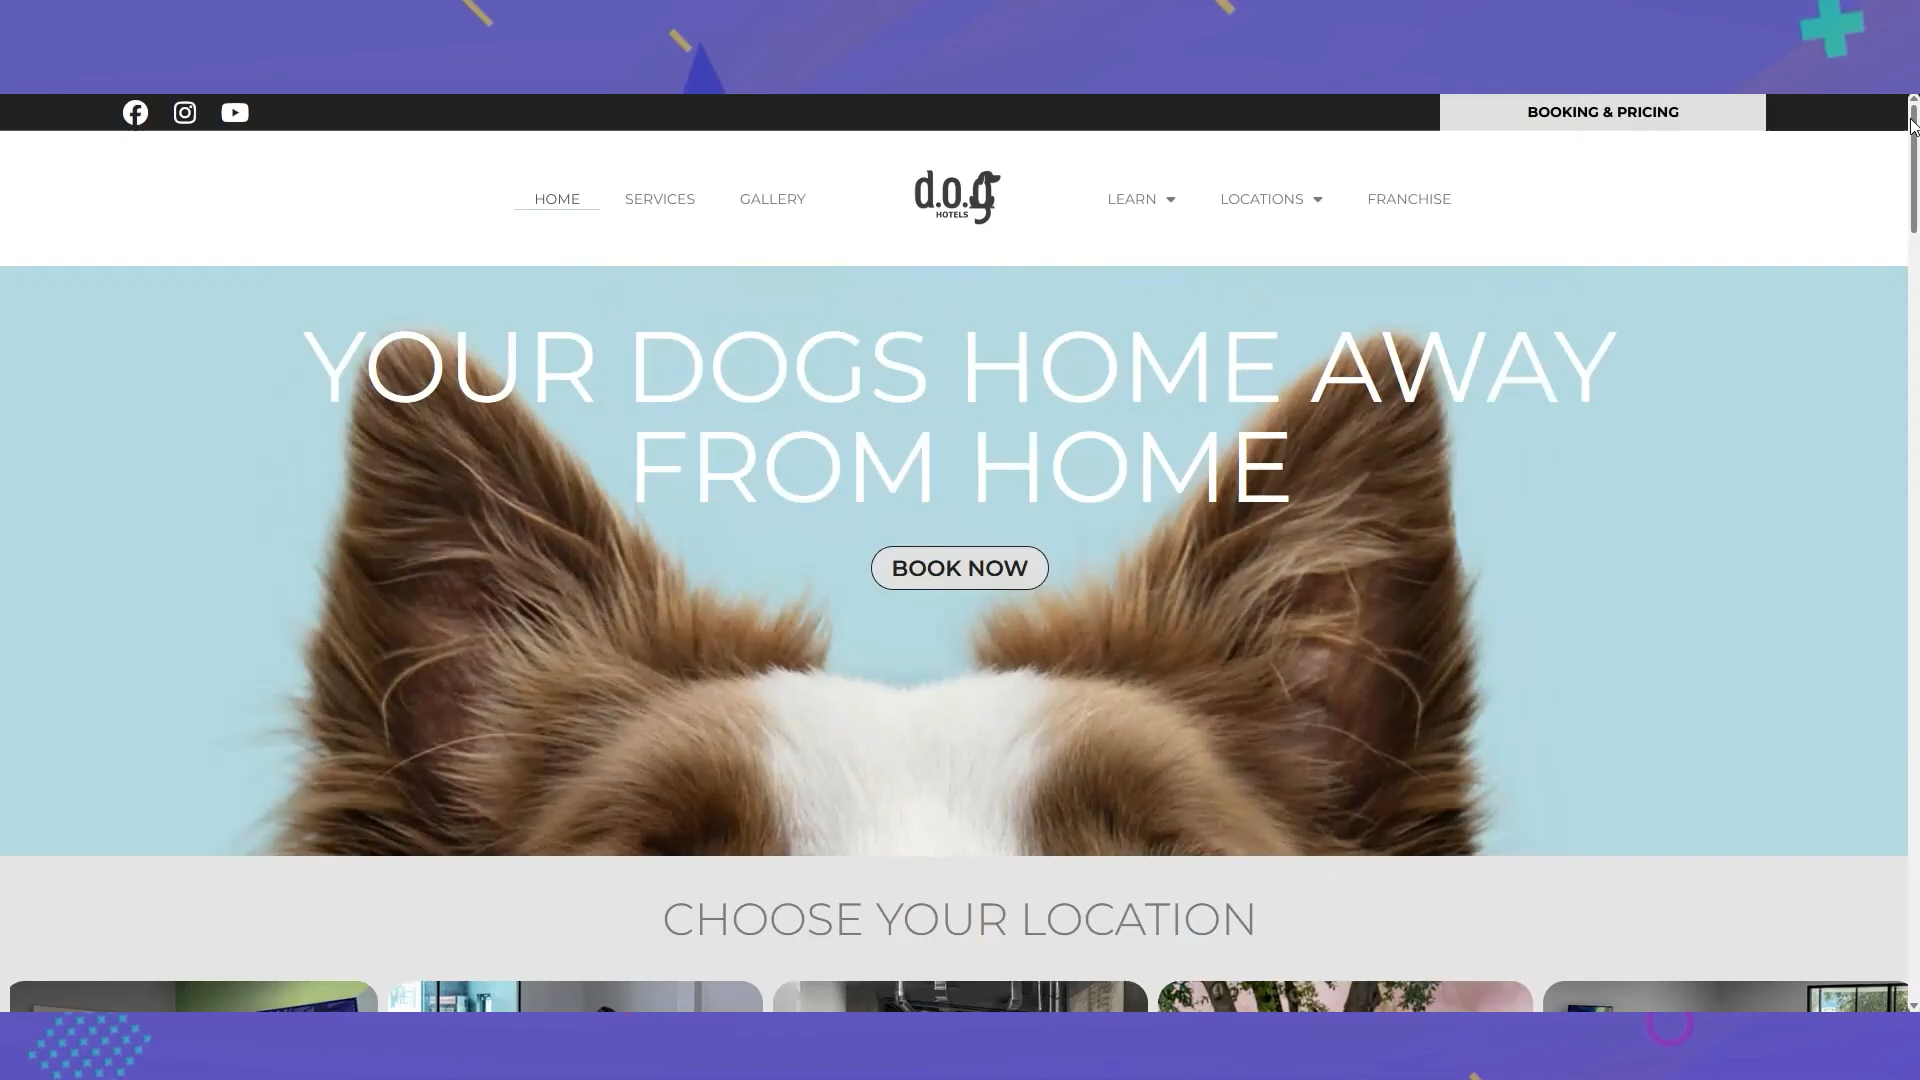 BOOKING & PRICING
HOME SERVICES GALLERY d.o.g HOTELS LEARN LOCATIONS FRANCHISE
YOUR DOGS HOME AWAY
FROM HOME
BOOK NOW
CHOOSE YOUR LOCATION